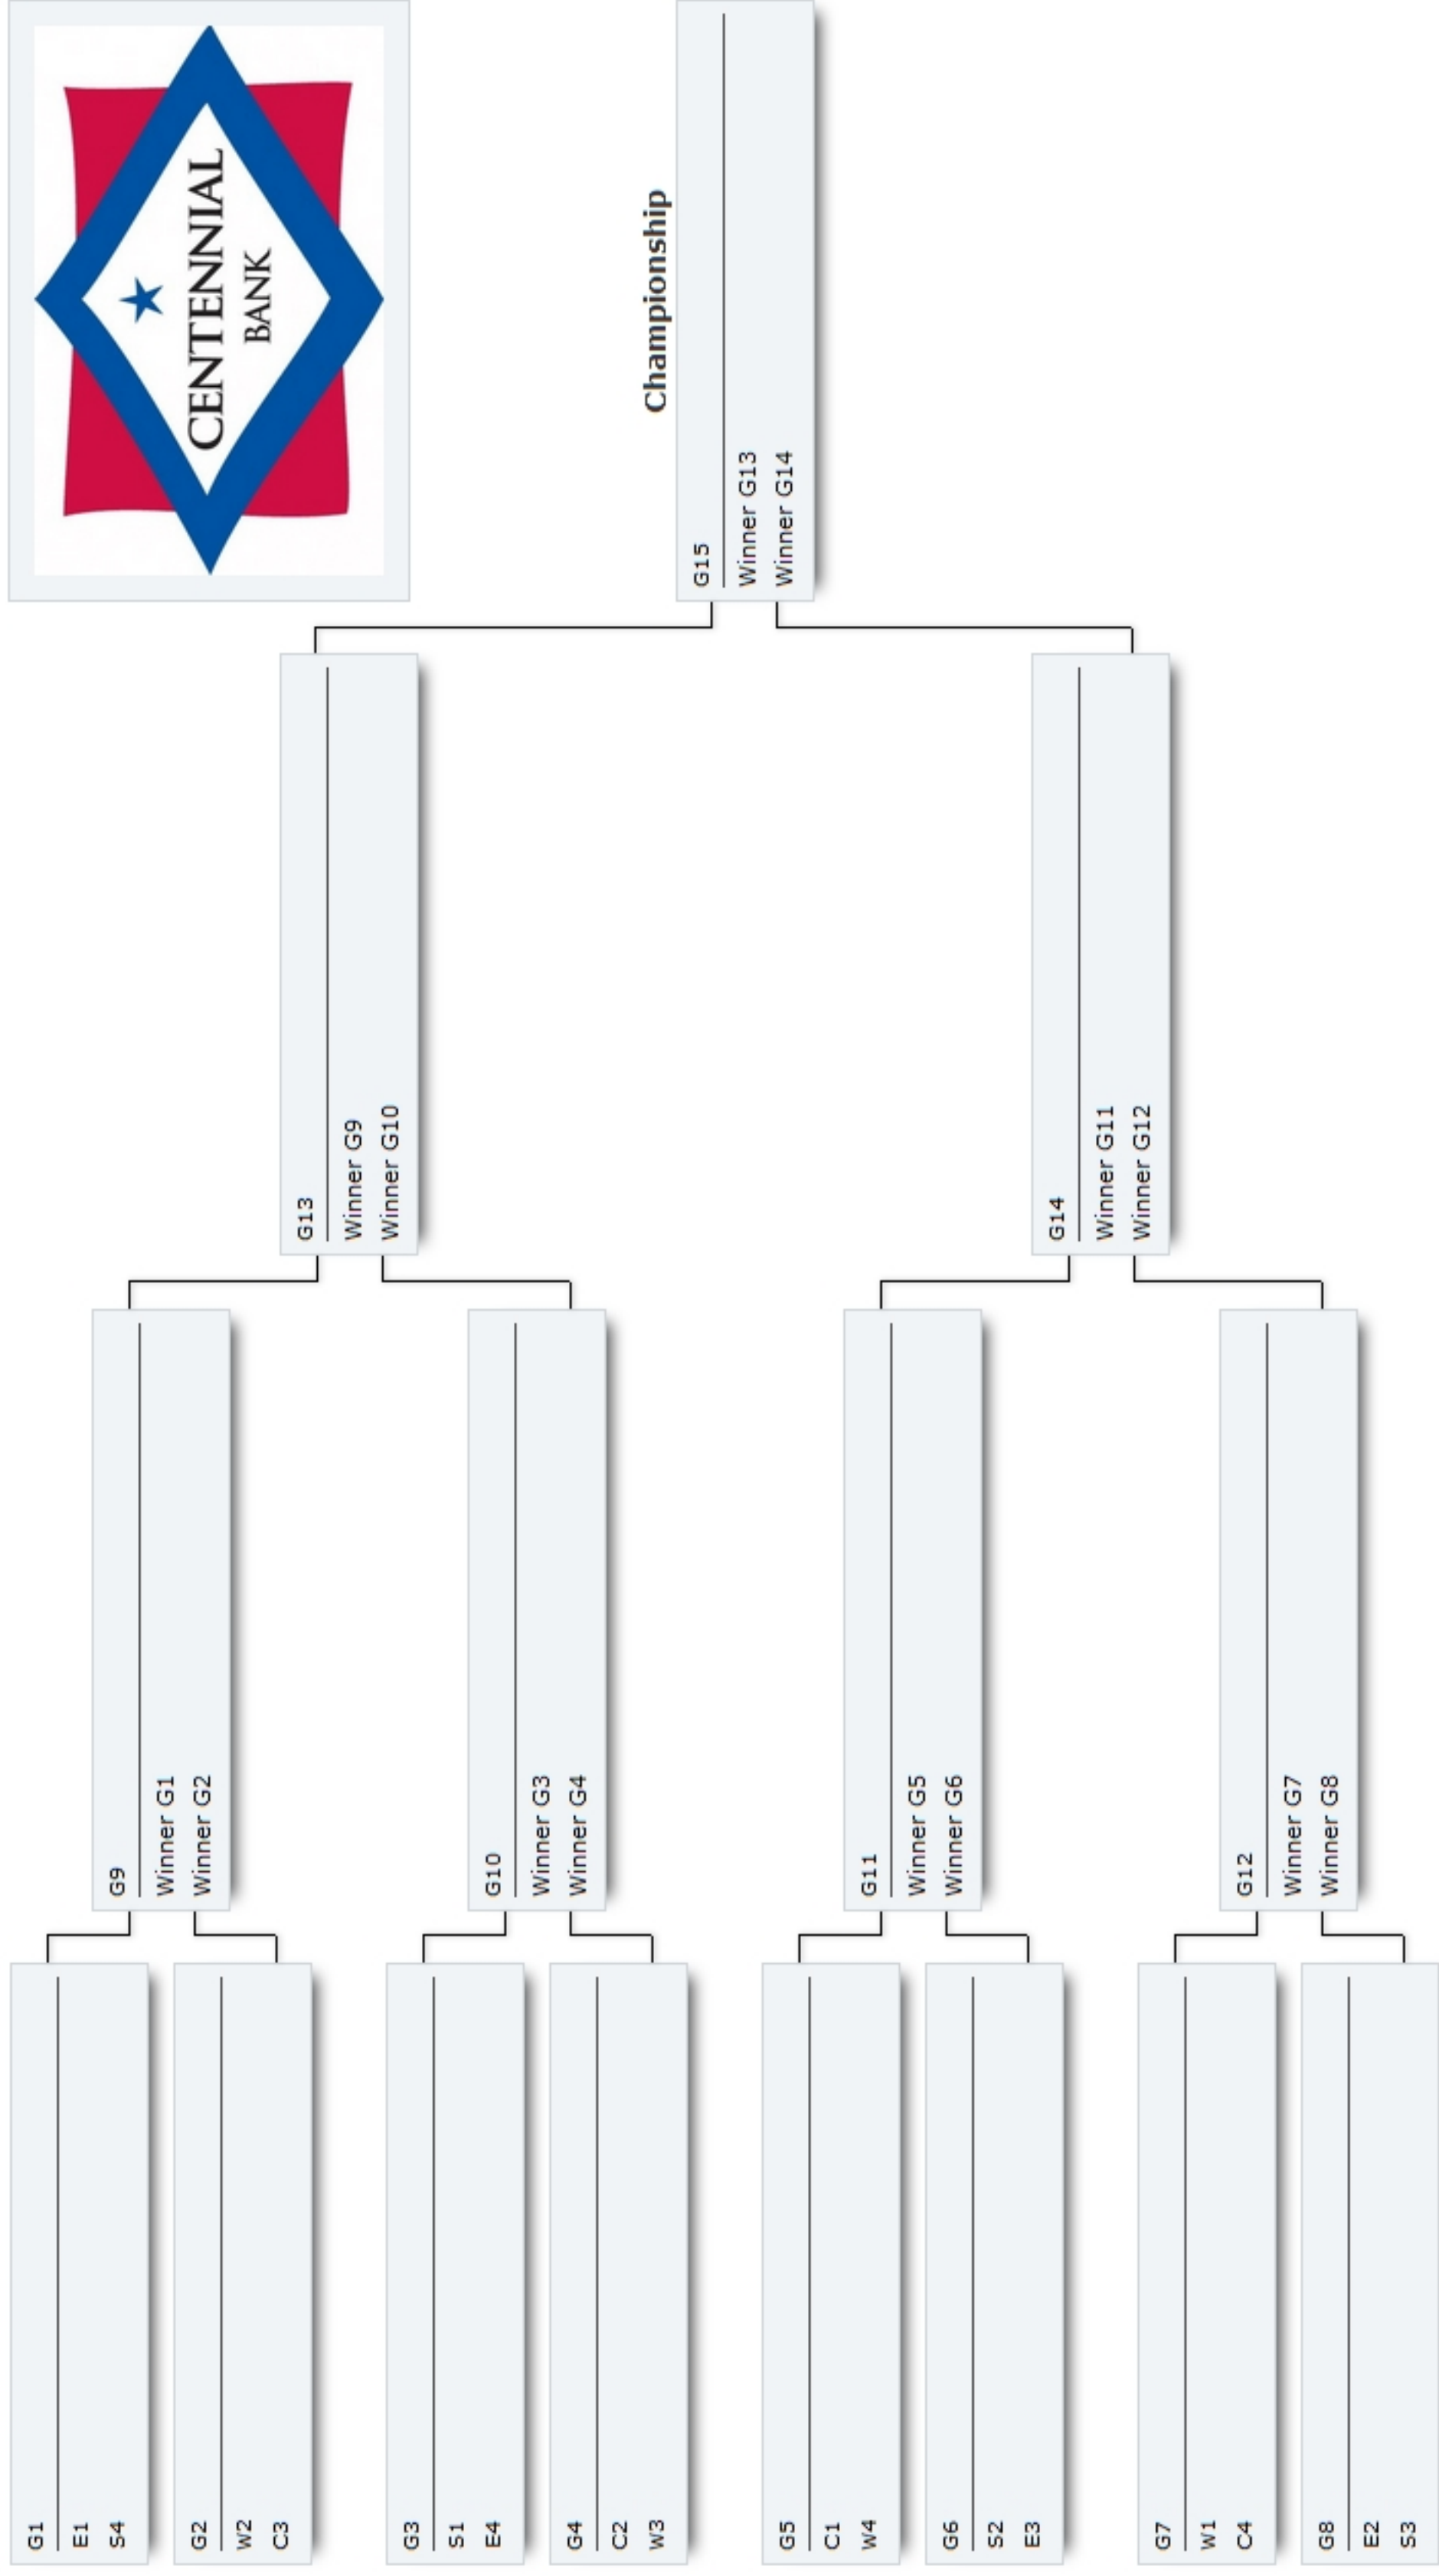 G1
E1
S4
G2
W2
C3
G3
S1
E4
G4
C2
W3
G5
C1
W4
G6
S2
E3
G7
W1
C4
G8
E2
S3
G9
Winner G1
Winner G2
G10
Winner G3
Winner G4
G11
Winner G5
Winner G6
G12
Winner G7
Winner G8
G13
Winner G9
Winner G10
G14
Winner G11
Winner G12
CENTENNIAL
BANK
Championship
G15
Winner G13
Winner G14